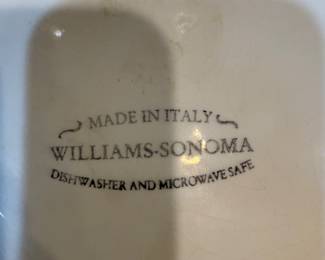 MADE IN ITALY
WILLIAMS-SONOMA
DISHWASHER AND MICROWAVE SAFE